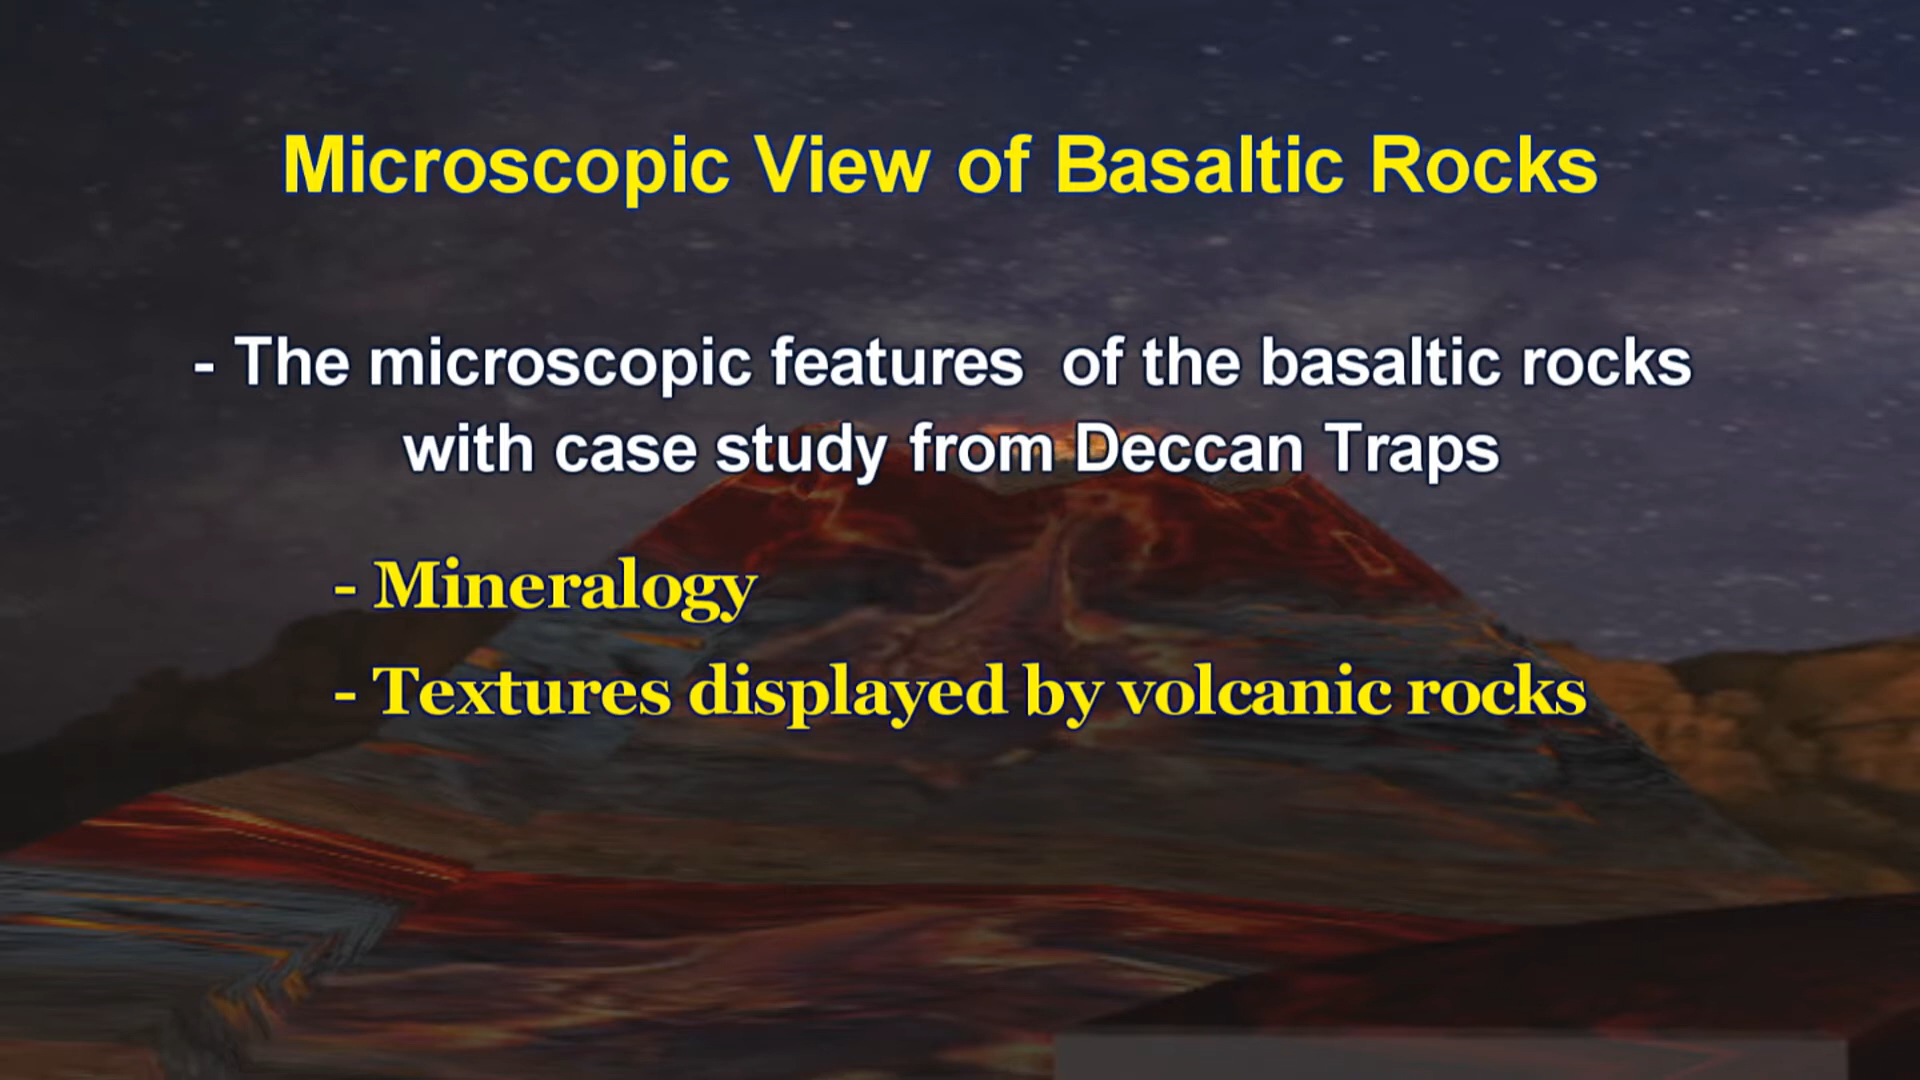 Microscopic View of Basaltic Rocks
- The microscopic features of the basaltic rocks
with case study from Deccan Traps
- Mineralogy
- Textures displayed by volcanic rocks